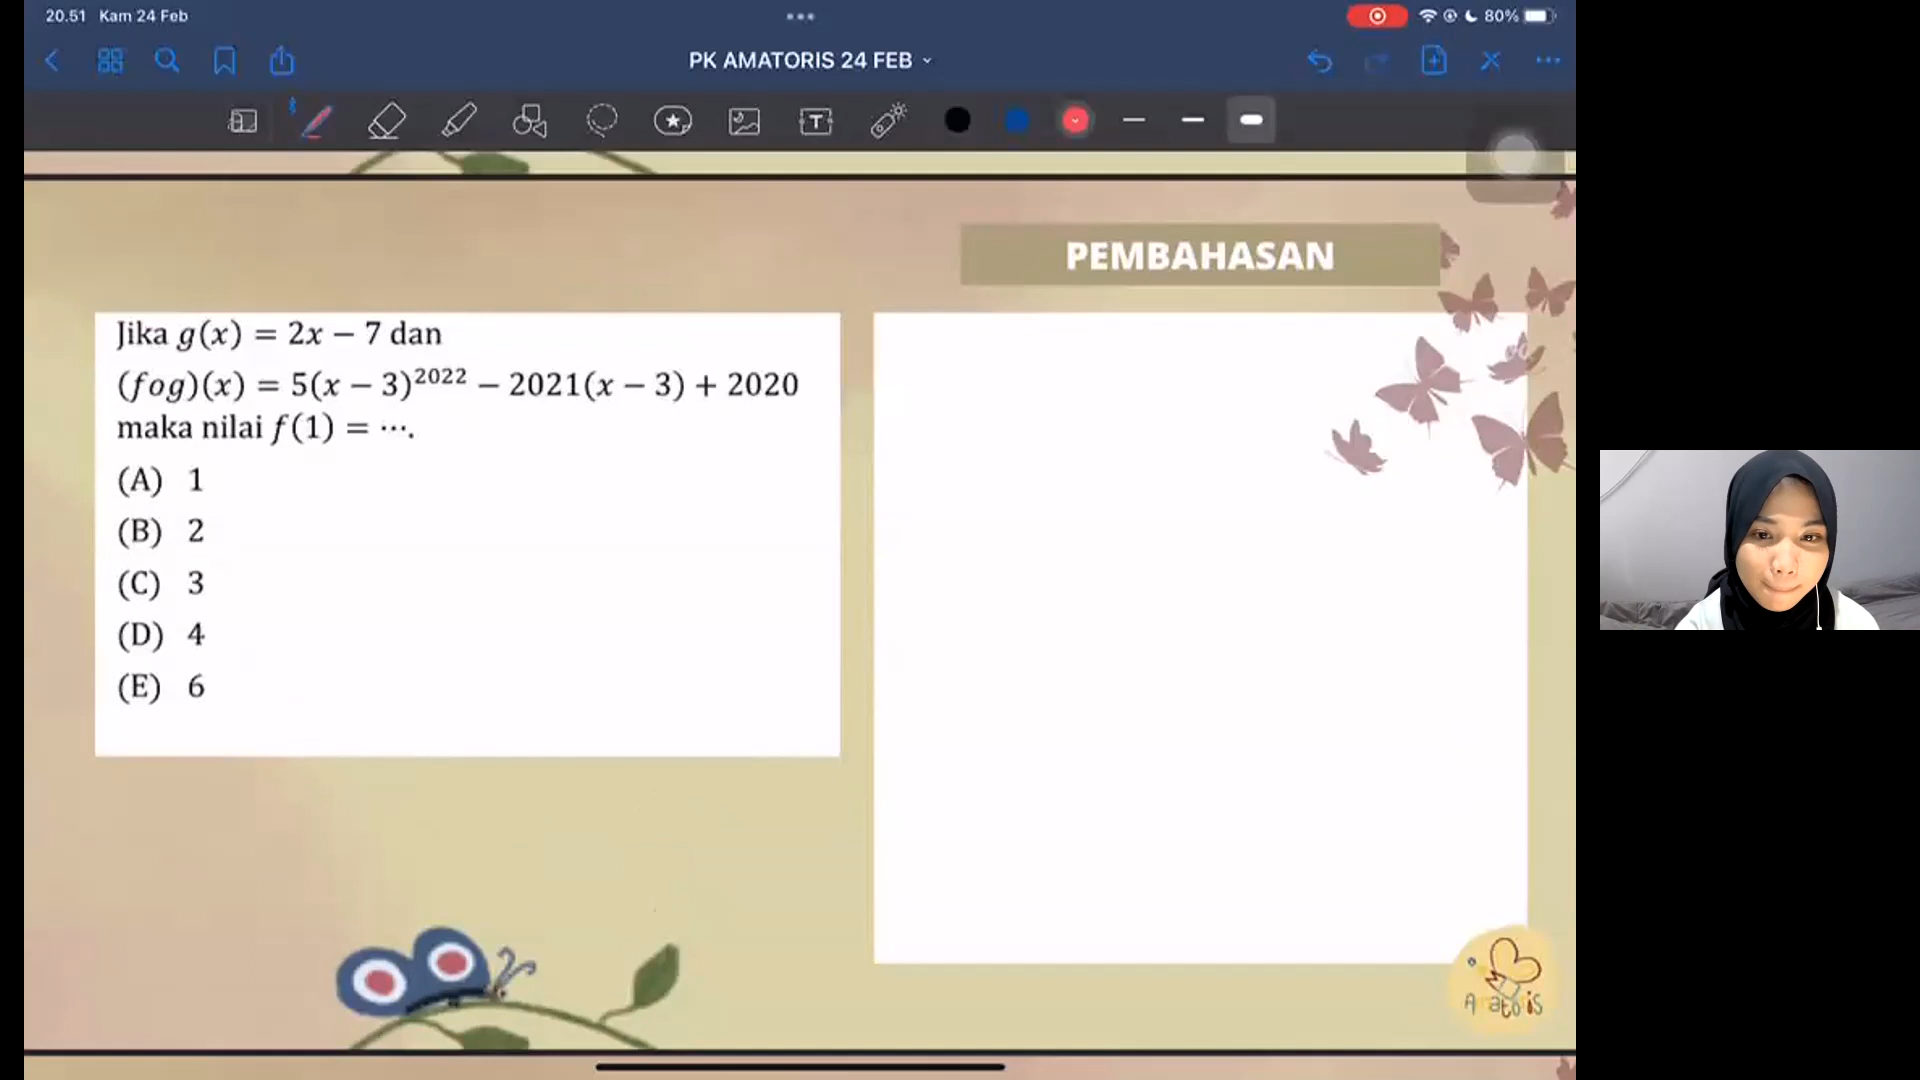 20.51 Kam 24 Feb
80%
PK AMATORIS 24 FEB
T
PEMBAHASAN
Jika g(x) = 2x − 7 dan
(fog)(x) = 5(x − 3)²⁰²² − 2021(x − 3) + 2020
maka nilai f(1) = ⋯.
(A) 1
(B) 2
(C) 3
(D) 4
(E) 6
Amatoris